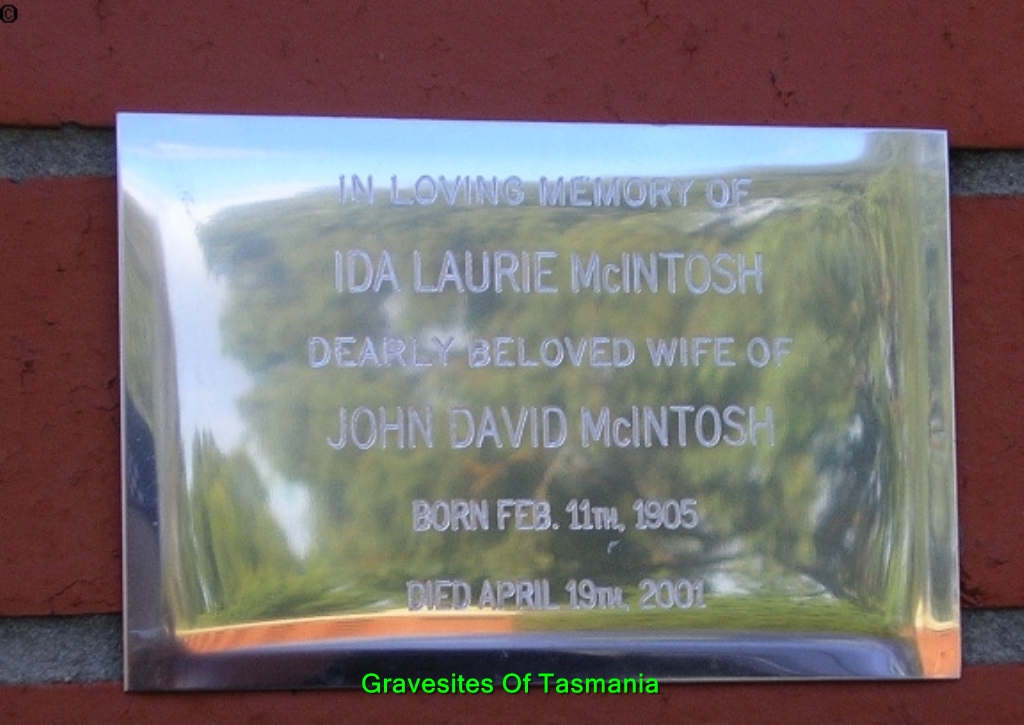 ©
IN LOVING MEMORY OF
IDA LAURIE McINTOSH
DEARLY BELOVED WIFE OF
JOHN DAVID McINTOSH
BORN FEB. 11TH, 1905
DIED APRIL 19TH, 2001
Gravesites Of Tasmania